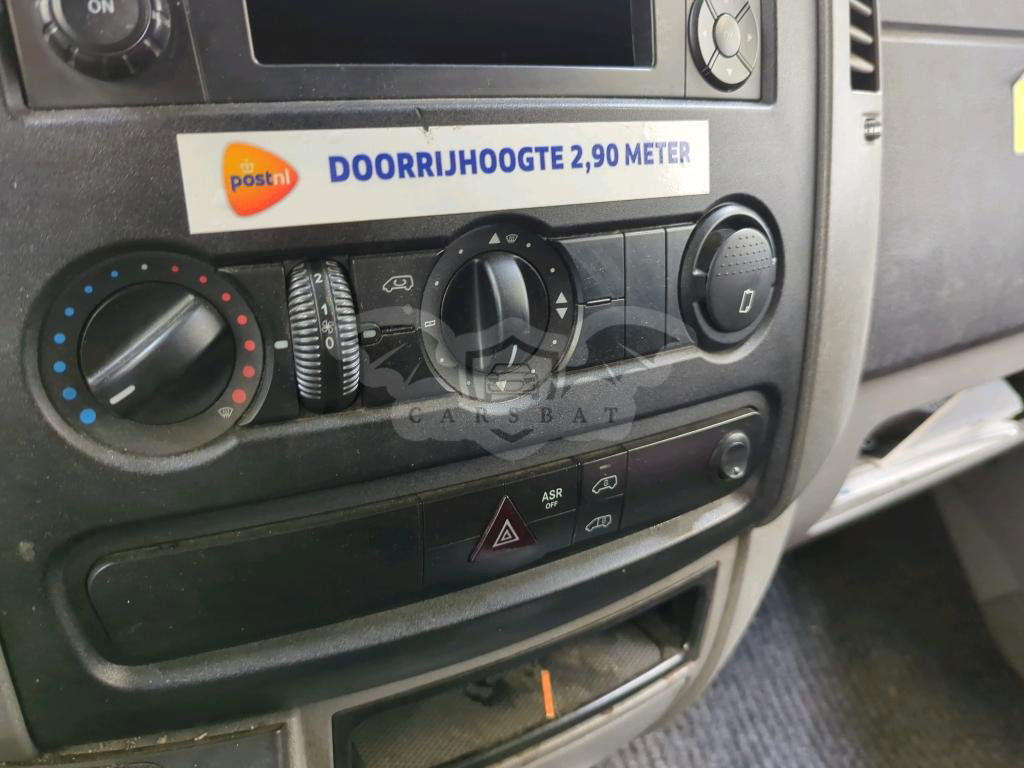 ON
postnl
DOORRIJHOOGTE 2,90 METER
2
1
0
CARSBAT
ASR
OFF